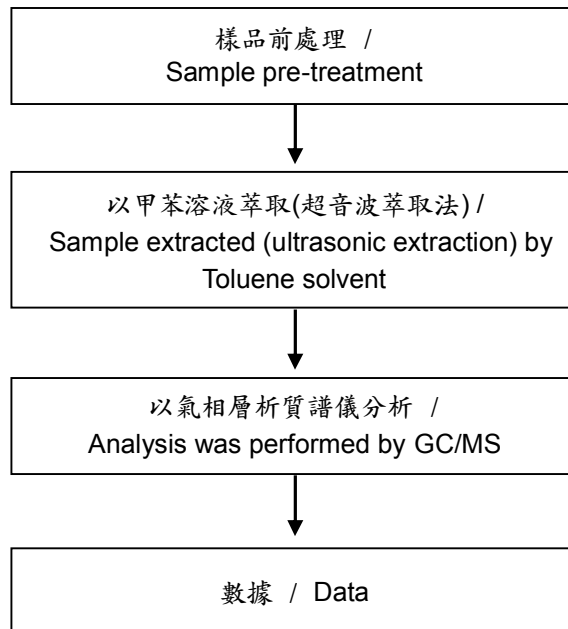 樣品前處理 /
Sample pre-treatment
以甲苯溶液萃取(超音波萃取法) /
Sample extracted (ultrasonic extraction) by
Toluene solvent
以氣相層析質譜儀分析 /
Analysis was performed by GC/MS
數據 / Data